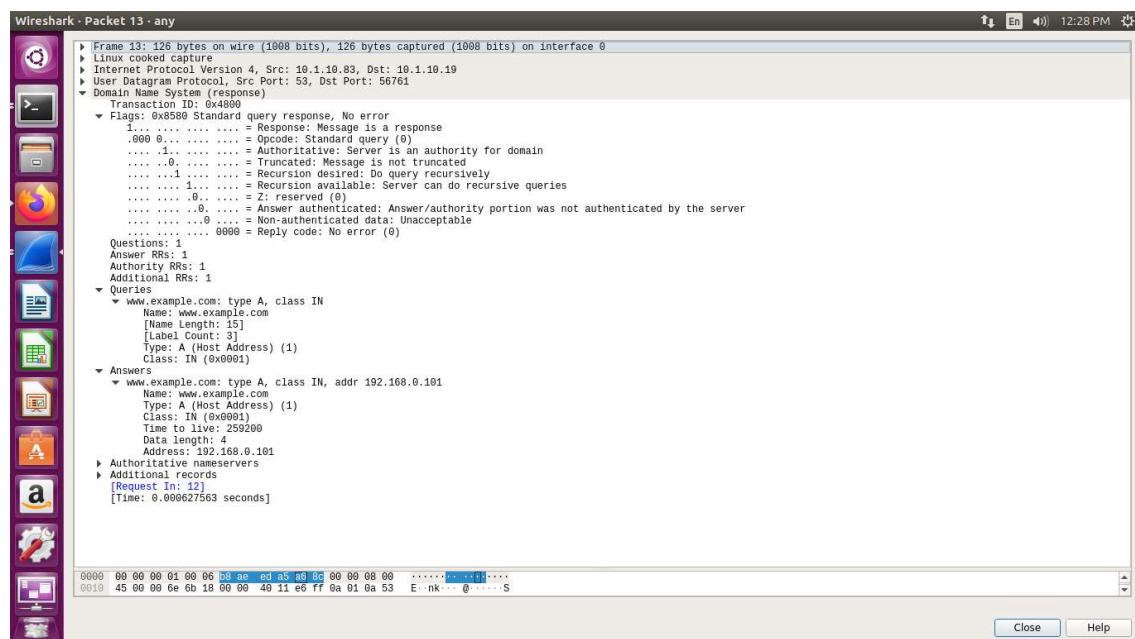 Wireshark · Packet 13 · any
En 12:28 PM
Frame 13: 126 bytes on wire (1008 bits), 126 bytes captured (1008 bits) on interface 0
Linux cooked capture
Internet Protocol Version 4, Src: 10.1.10.83, Dst: 10.1.10.19
User Datagram Protocol, Src Port: 53, Dst Port: 56761
Domain Name System (response)
Transaction ID: 0x4800
Flags: 0x8580 Standard query response, No error
1... .... .... .... = Response: Message is a response
.000 0... .... .... = Opcode: Standard query (0)
.... .1.. .... .... = Authoritative: Server is an authority for domain
.... ..0. .... .... = Truncated: Message is not truncated
.... ...1 .... .... = Recursion desired: Do query recursively
.... .... 1... .... = Recursion available: Server can do recursive queries
.... .... .0.. .... = Z: reserved (0)
.... .... ..0. .... = Answer authenticated: Answer/authority portion was not authenticated by the server
.... .... ...0 .... = Non-authenticated data: Unacceptable
.... .... .... 0000 = Reply code: No error (0)
Questions: 1
Answer RRs: 1
Authority RRs: 1
Additional RRs: 1
Queries
www.example.com: type A, class IN
Name: www.example.com
[Name Length: 15]
[Label Count: 3]
Type: A (Host Address) (1)
Class: IN (0x0001)
Answers
www.example.com: type A, class IN, addr 192.168.0.101
Name: www.example.com
Type: A (Host Address) (1)
Class: IN (0x0001)
Time to live: 259200
Data length: 4
Address: 192.168.0.101
Authoritative nameservers
Additional records
[Request In: 12]
[Time: 0.000627563 seconds]
0000 00 00 00 01 00 06 b8 ae ed a5 a6 8c 00 00 08 00 ········ ········
0010 45 00 00 6e 6b 18 00 00 40 11 e6 ff 0a 01 0a 53 E··nk··· @······S
Close Help